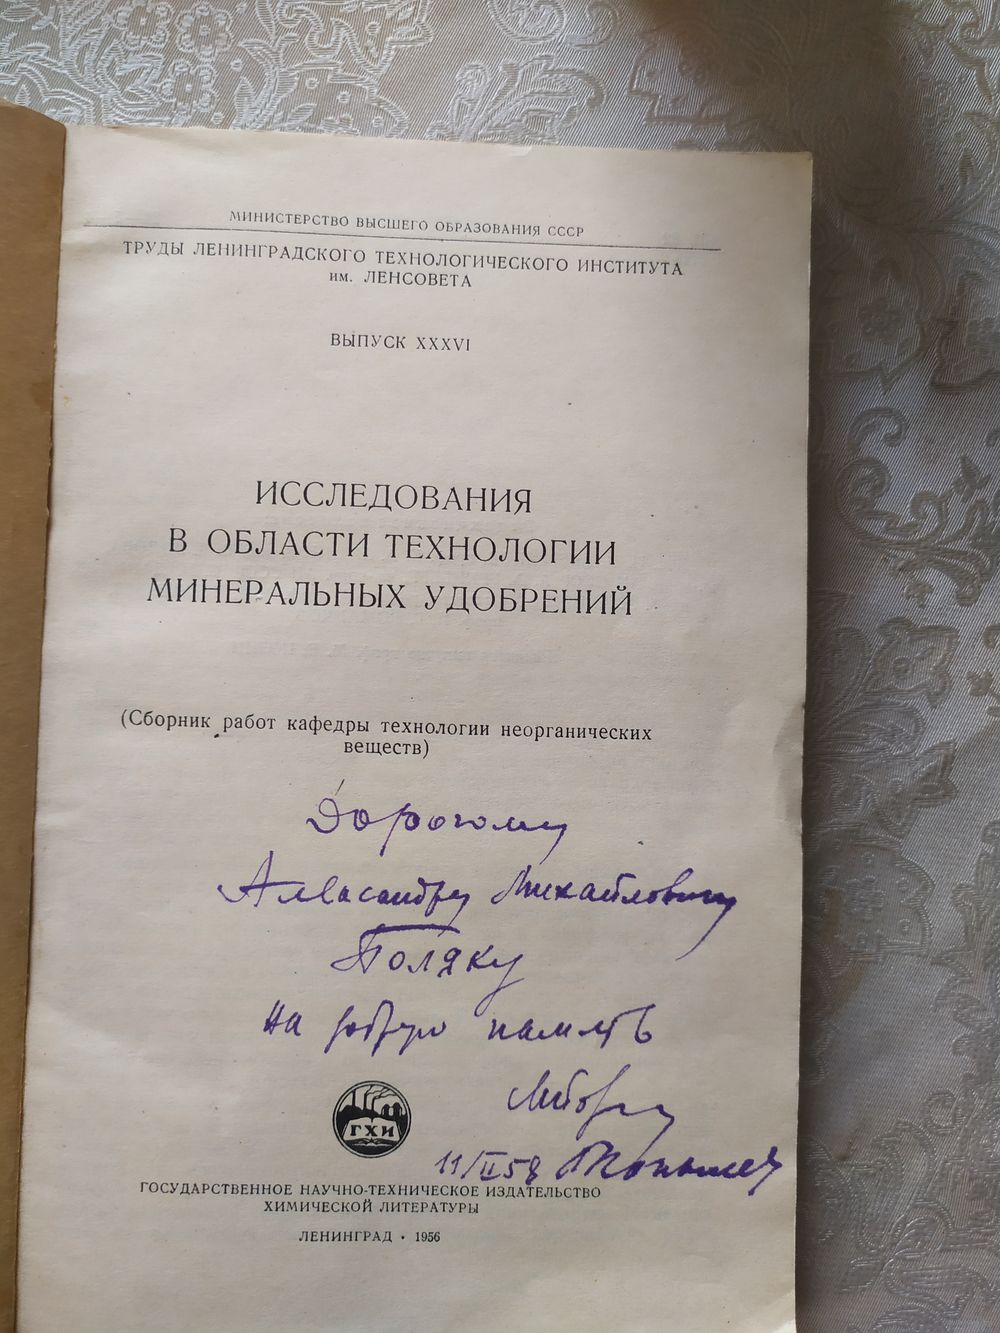 МИНИСТЕРСТВО ВЫСШЕГО ОБРАЗОВАНИЯ СССР
ТРУДЫ ЛЕНИНГРАДСКОГО ТЕХНОЛОГИЧЕСКОГО ИНСТИТУТА
им. ЛЕНСОВЕТА
ВЫПУСК XXXVI
ИССЛЕДОВАНИЯ
В ОБЛАСТИ ТЕХНОЛОГИИ
МИНЕРАЛЬНЫХ УДОБРЕНИЙ
(Сборник работ кафедры технологии неорганических
веществ)
Дорогому
Александру Михайловичу
Поляку
на добрую память
11/II 58
ГХИ
ГОСУДАРСТВЕННОЕ НАУЧНО-ТЕХНИЧЕСКОЕ ИЗДАТЕЛЬСТВО
ХИМИЧЕСКОЙ ЛИТЕРАТУРЫ
ЛЕНИНГРАД • 1956